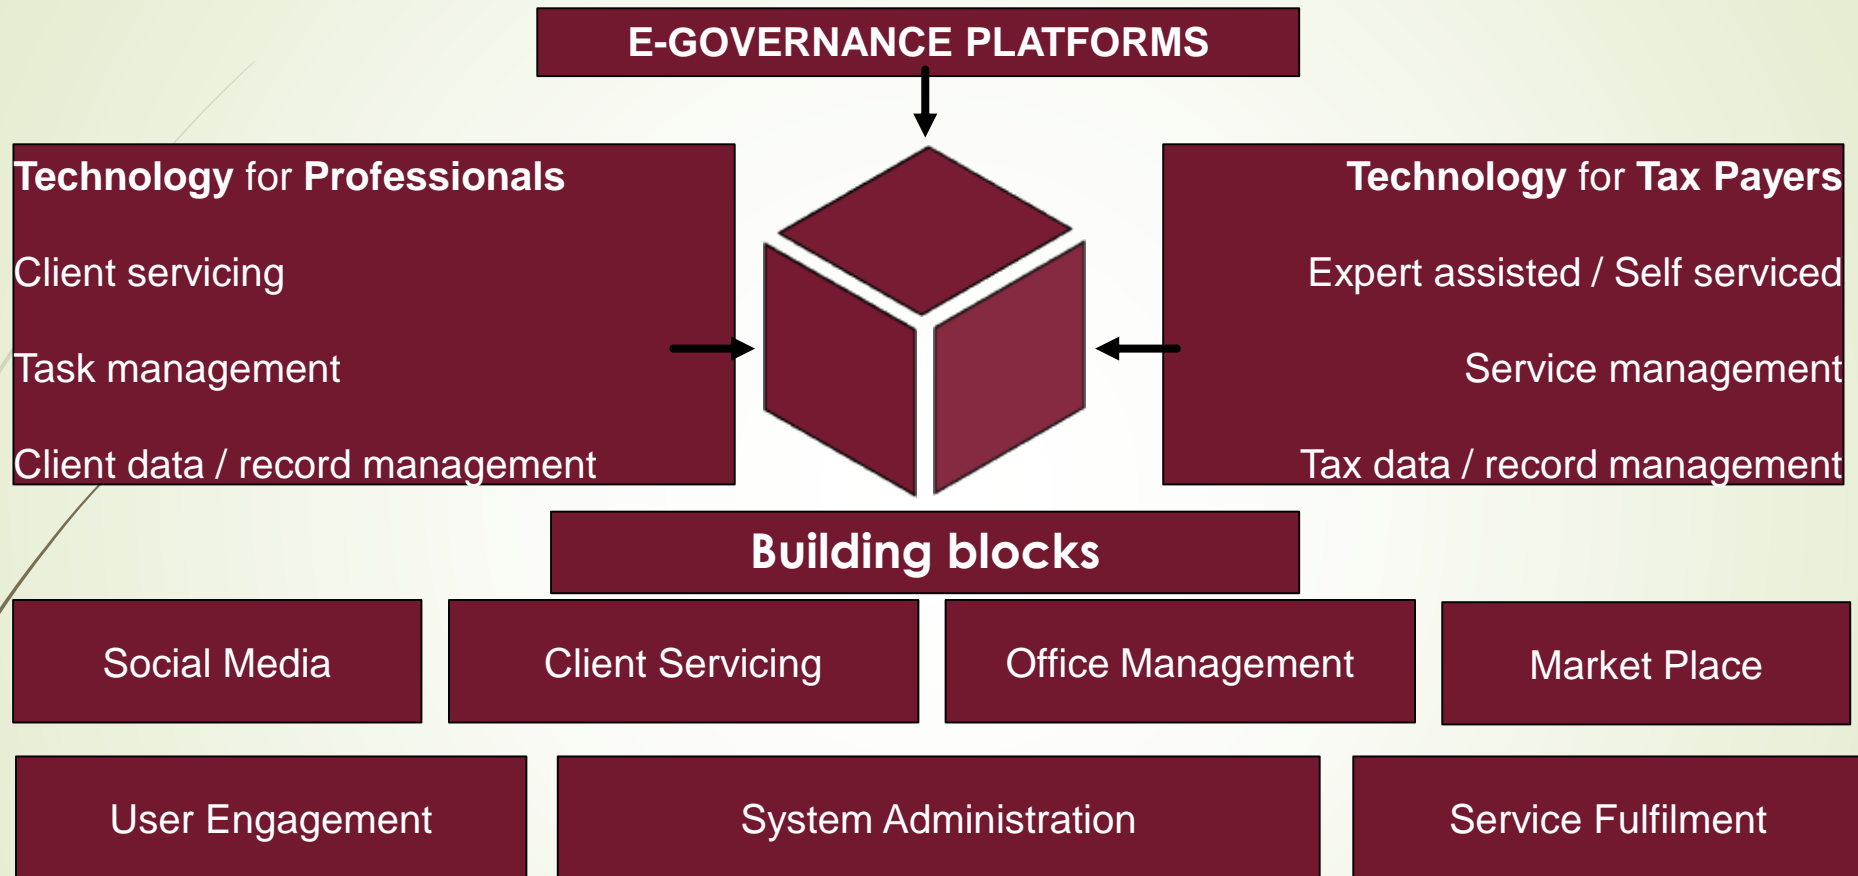 E-GOVERNANCE PLATFORMS
Technology for Professionals
Client servicing
Task management
Client data / record management
Technology for Tax Payers
Expert assisted / Self serviced
Service management
Tax data / record management
Building blocks
Social Media
Client Servicing
Office Management
Market Place
User Engagement
System Administration
Service Fulfilment